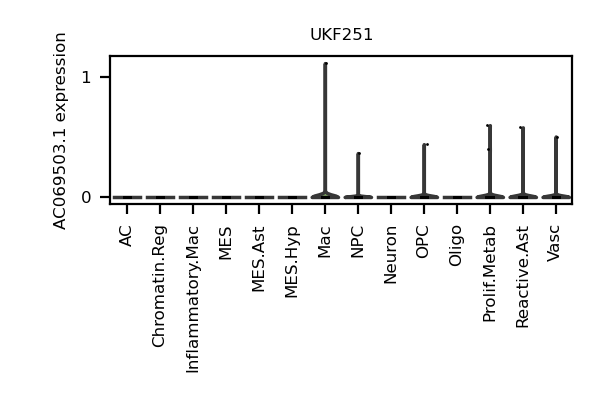 UKF251
AC069503.1 expression
1
0
AC
Chromatin.Reg
Inflammatory.Mac
MES
MES.Ast
MES.Hyp
Mac
NPC
Neuron
OPC
Oligo
Prolif.Metab
Reactive.Ast
Vasc